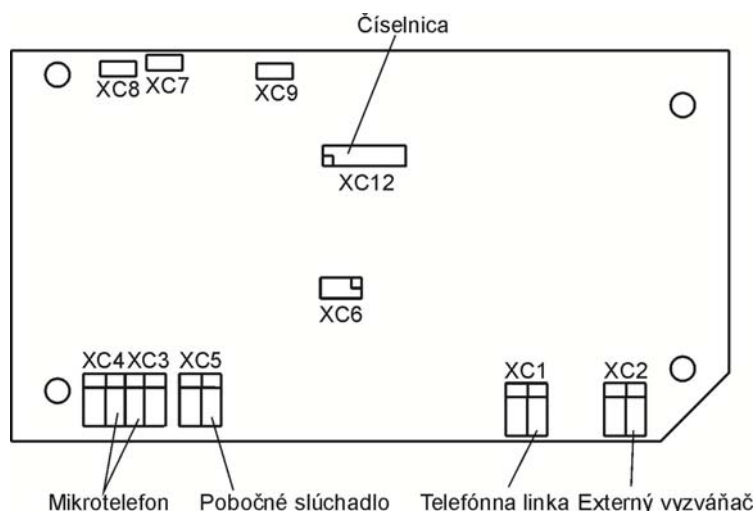 Číselnica
XC8 XC7 XC9
XC12
XC6
XC4 XC3 XC5 XC1 XC2
Mikrotelefon Pobočné slúchadlo Telefónna linka Externý vyzváňač